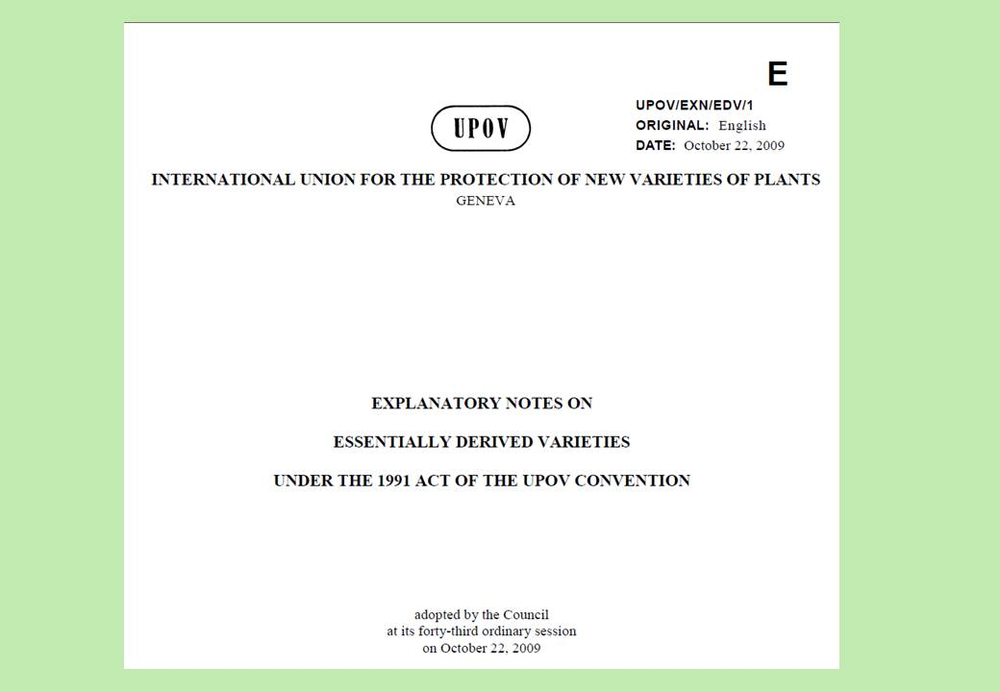 E
UPOV/EXN/EDV/1
ORIGINAL: English
DATE: October 22, 2009
UPOV
INTERNATIONAL UNION FOR THE PROTECTION OF NEW VARIETIES OF PLANTS
GENEVA
EXPLANATORY NOTES ON
ESSENTIALLY DERIVED VARIETIES
UNDER THE 1991 ACT OF THE UPOV CONVENTION
adopted by the Council
at its forty-third ordinary session
on October 22, 2009